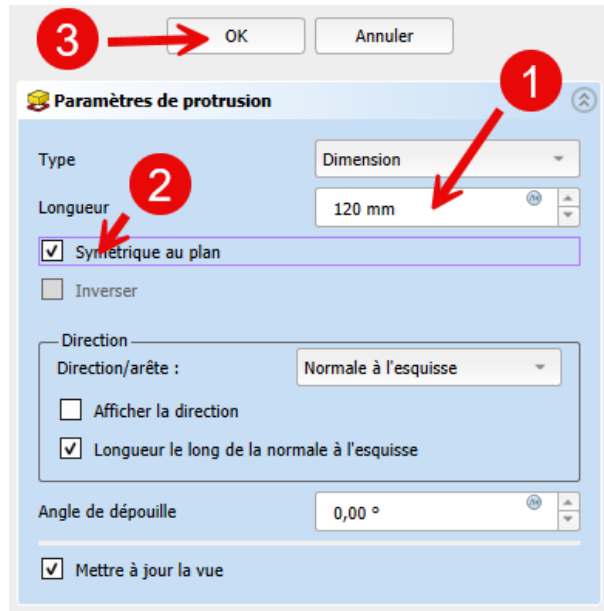 3 OK Annuler
Paramètres de protrusion 1
Type Dimension
Longueur 2 120 mm
Symétrique au plan
Inverser
Direction
Direction/arête : Normale à l'esquisse
Afficher la direction
Longueur le long de la normale à l'esquisse
Angle de dépouille 0,00 °
Mettre à jour la vue